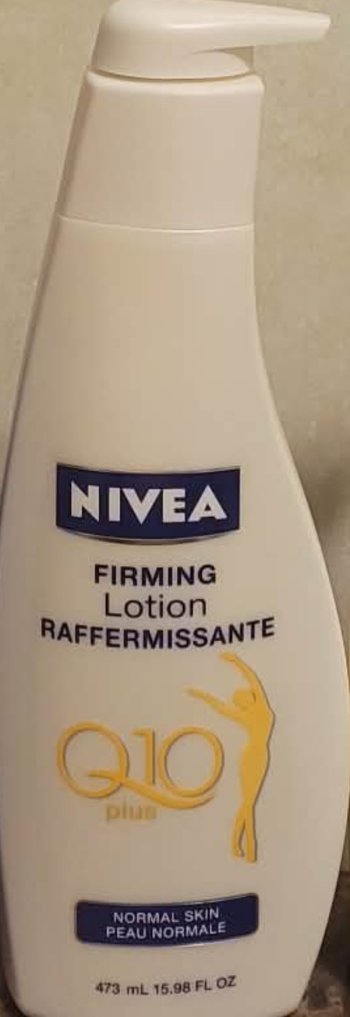 NIVEA
FIRMING
Lotion
RAFFERMISSANTE
Q10
plus
NORMAL SKIN
PEAU NORMALE
473 mL 15.98 FL OZ